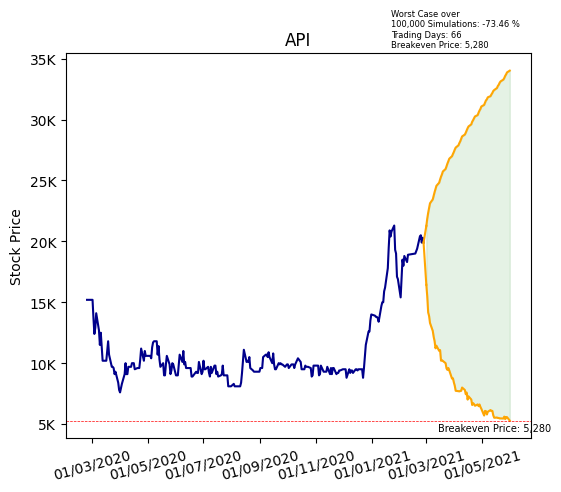 Worst Case over
100,000 Simulations: -73.46 %
Trading Days: 66
Breakeven Price: 5,280
API
Stock Price
35K
30K
25K
20K
15K
10K
5K
Breakeven Price: 5,280
01/03/2020
01/05/2020
01/07/2020
01/09/2020
01/11/2020
01/01/2021
01/03/2021
01/05/2021